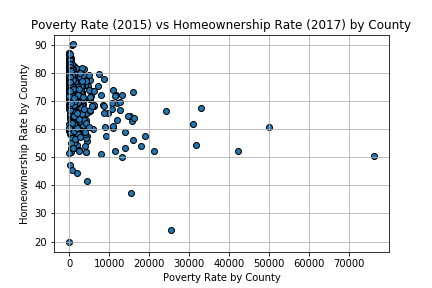 Poverty Rate (2015) vs Homeownership Rate (2017) by County
90
80
70
60
50
40
30
20
Homeownership Rate by County
0 10000 20000 30000 40000 50000 60000 70000
Poverty Rate by County